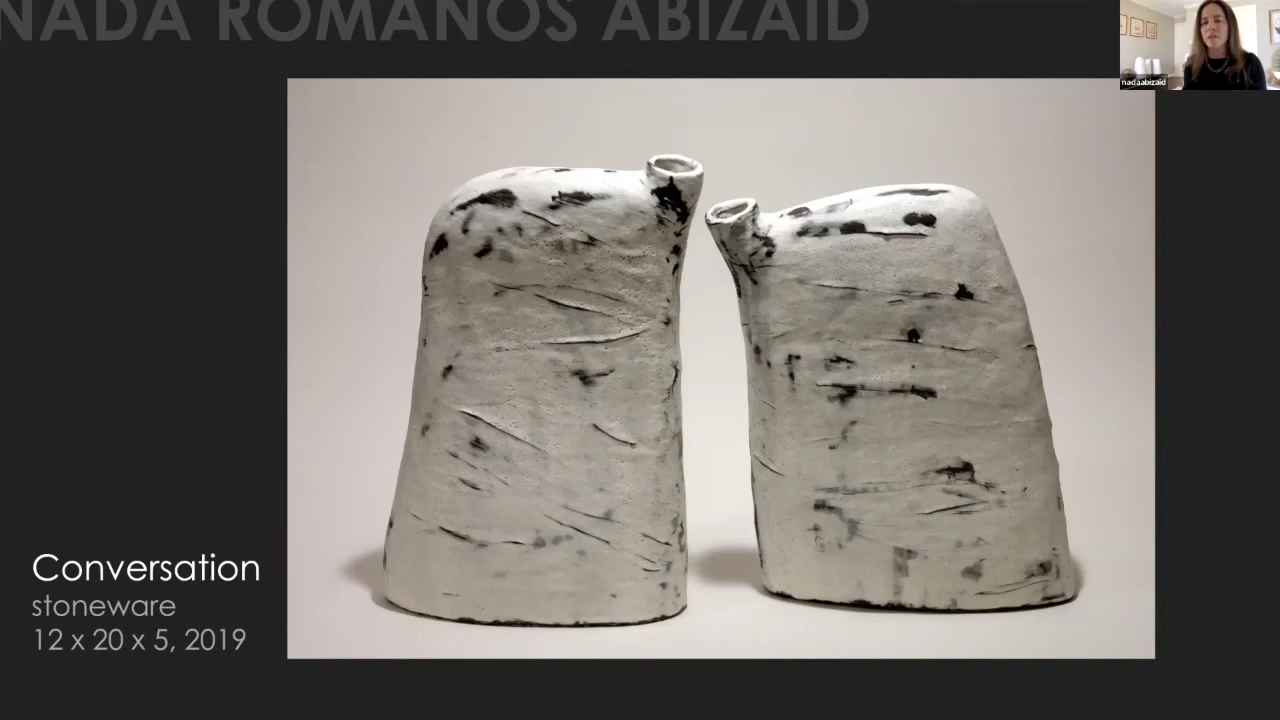 NADA ROMANOS ABIZAID
nadaabizaid
Conversation
stoneware
12 x 20 x 5, 2019